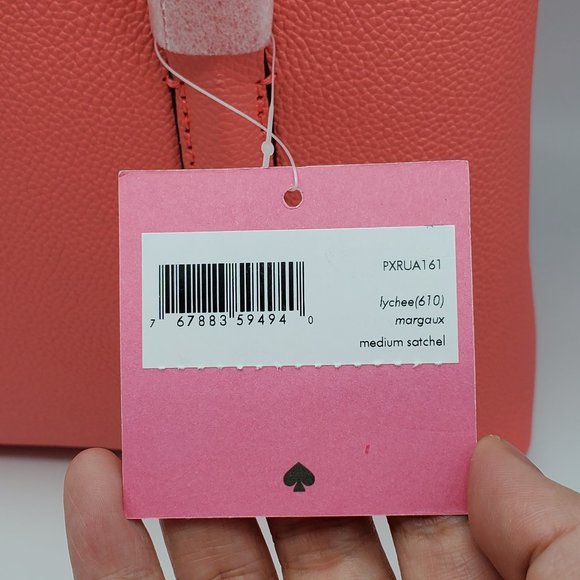 PXRUA161
lychee(610)
margaux
medium satchel
7 67883 59494 0